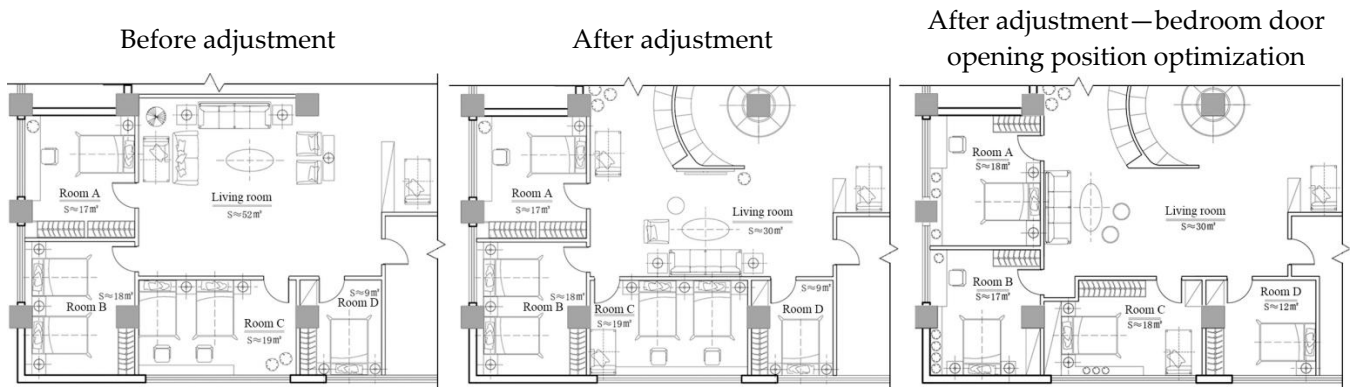 Before adjustment
After adjustment
After adjustment—bedroom door
opening position optimization
Room A
S≈17㎡
Living room
S≈52㎡
S≈18㎡
Room B
Room C
S≈19㎡
S≈9㎡
Room D
Room A
S≈17㎡
Living room
S≈30㎡
S≈18㎡
Room B
Room C
S≈19㎡
S≈9㎡
Room D
Room A
S≈18㎡
Living room
S≈30㎡
Room B
S≈17㎡
Room C
S≈18㎡
Room D
S≈12㎡